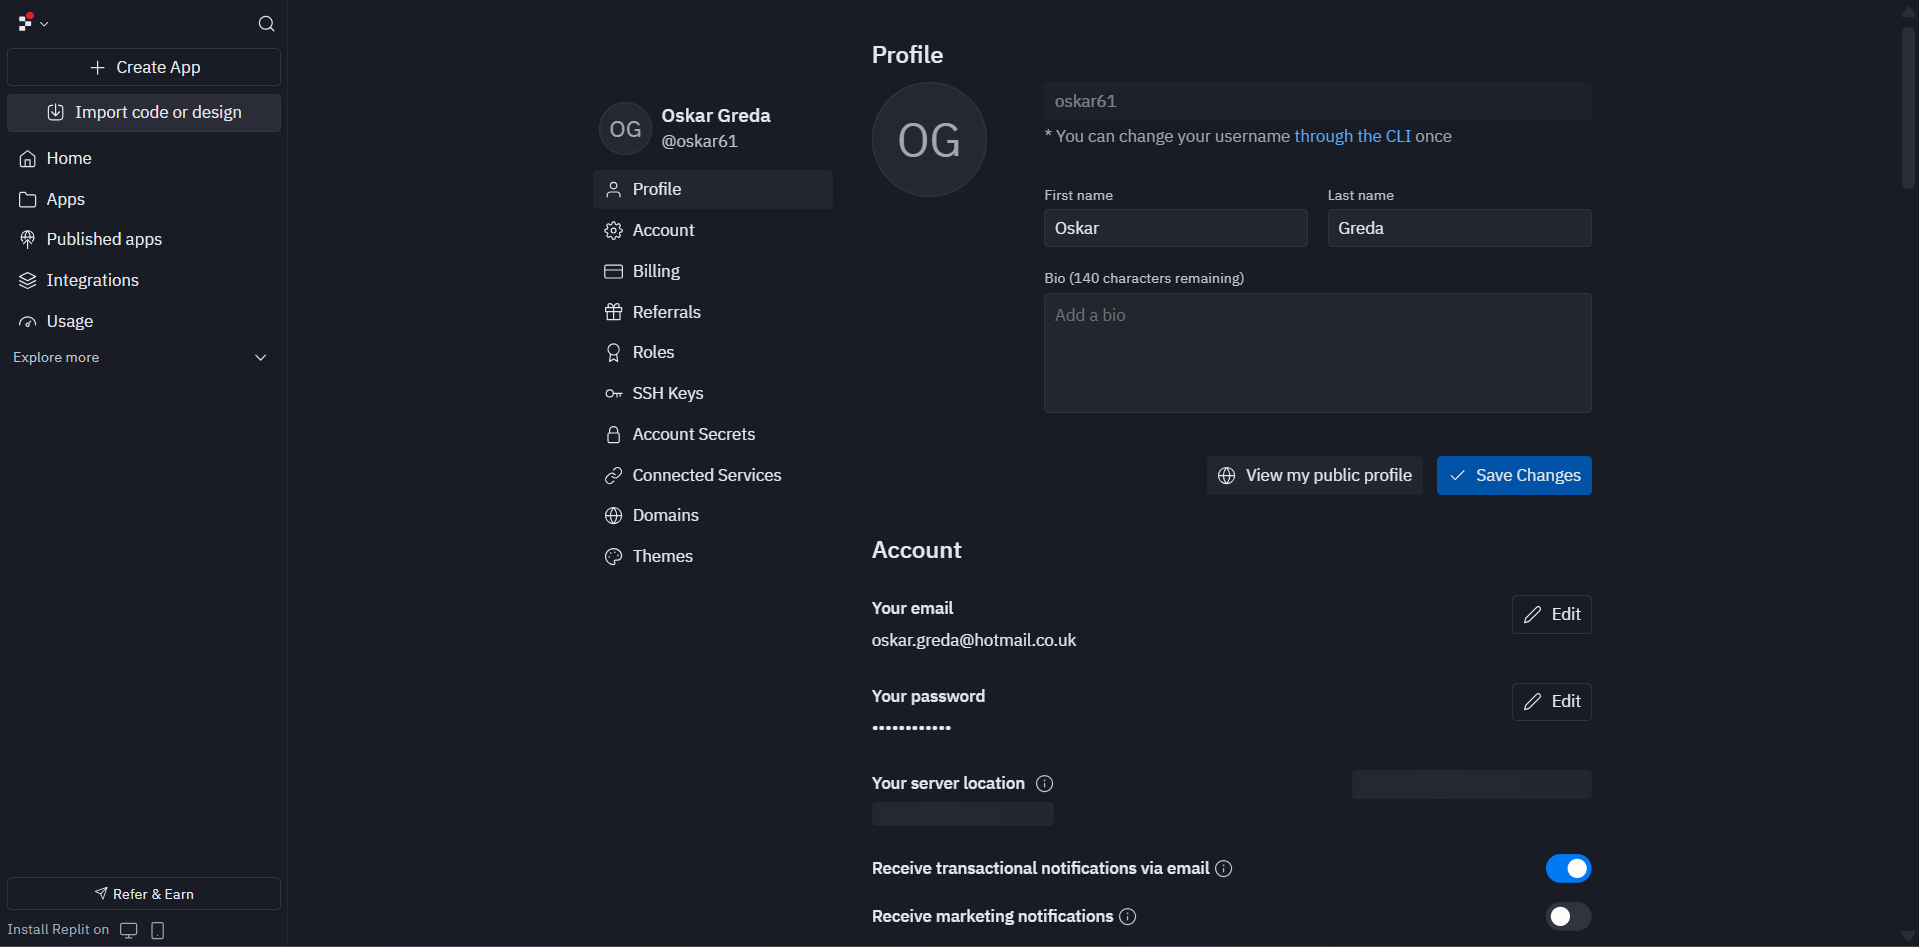 Create App
Import code or design
Home
Apps
Published apps
Integrations
Usage
Explore more
Refer & Earn
Install Replit on
OG
Oskar Greda
@oskar61
Profile
Account
Billing
Referrals
Roles
SSH Keys
Account Secrets
Connected Services
Domains
Themes
Profile
OG
oskar61
* You can change your username through the CLI once
First name
Last name
Oskar
Greda
Bio (140 characters remaining)
Add a bio
View my public profile
Save Changes
Account
Your email
Edit
oskar.greda@hotmail.co.uk
Your password
Edit
••••••••••••
Your server location
Receive transactional notifications via email
Receive marketing notifications